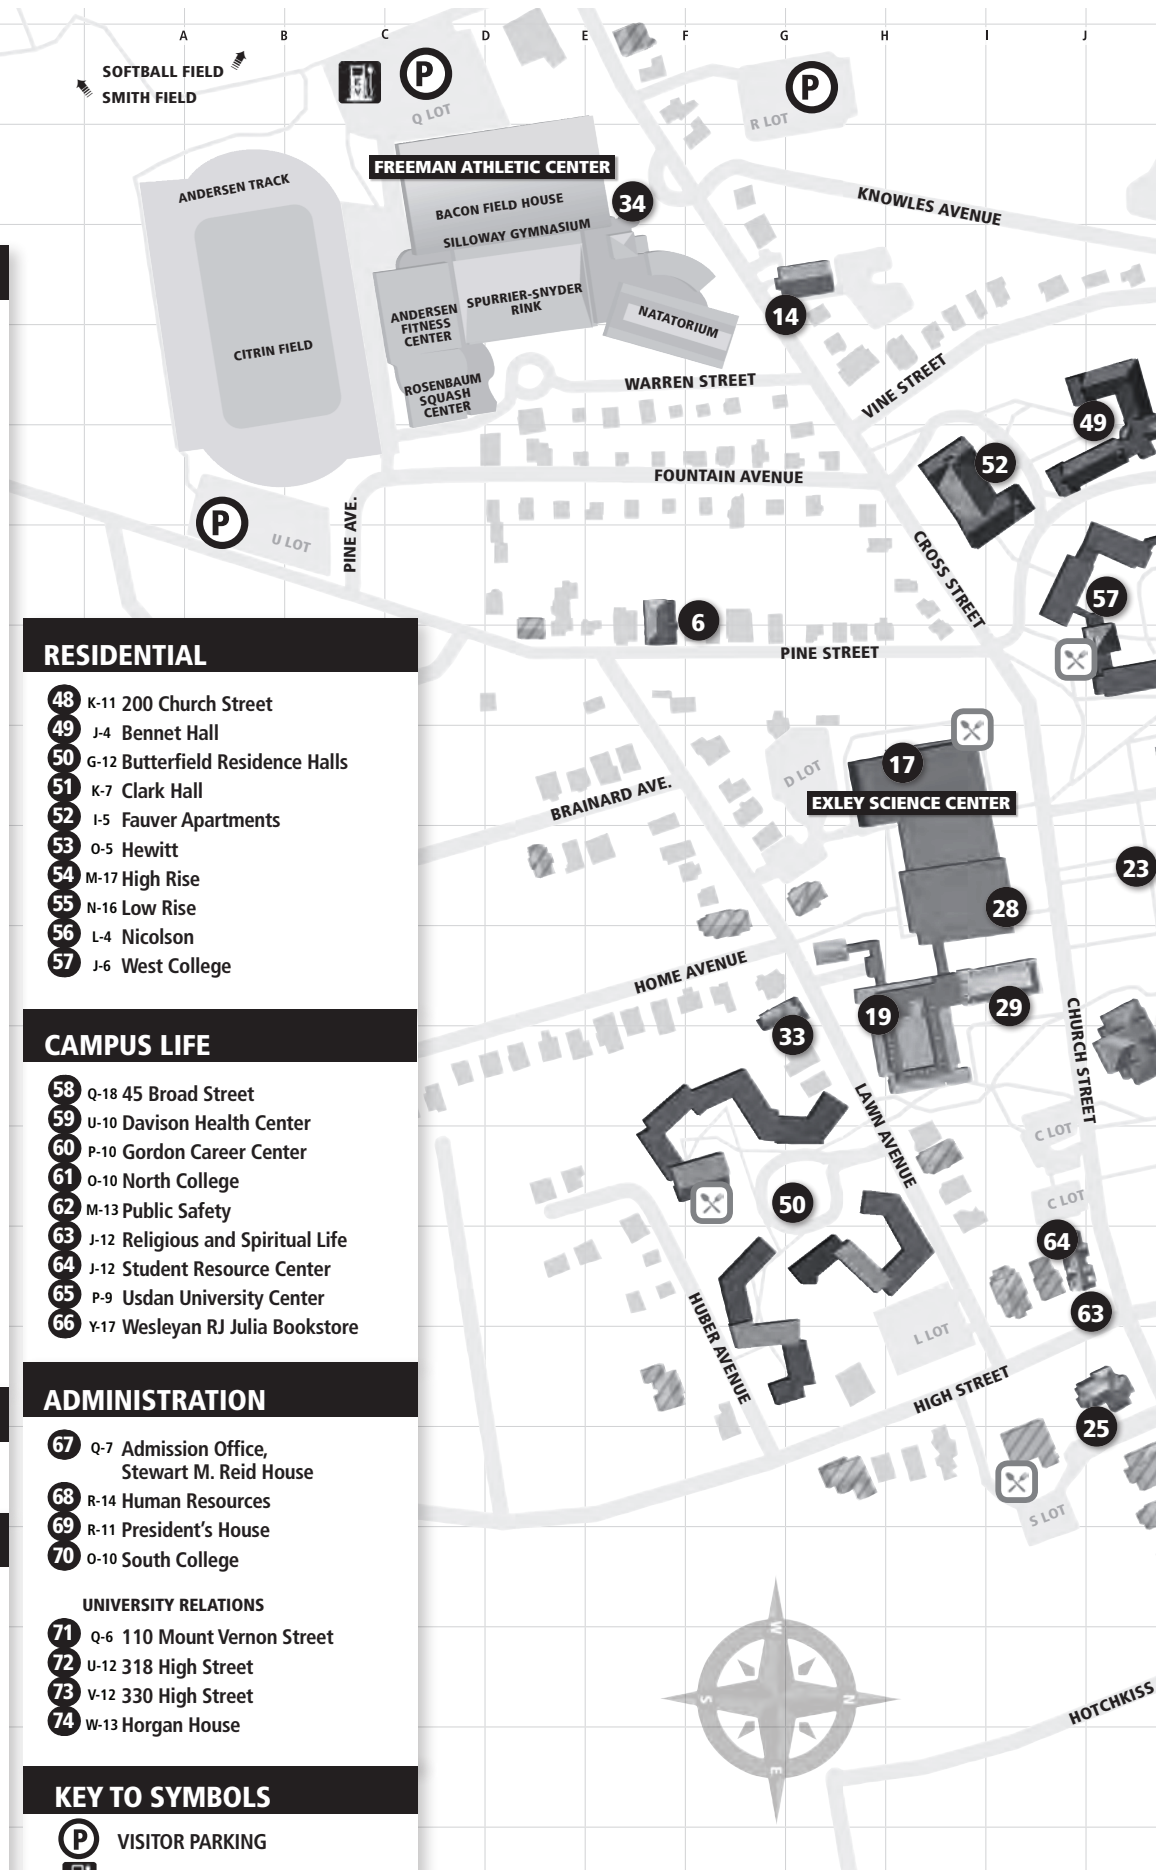 A B C D E F G H I J
SOFTBALL FIELD
SMITH FIELD
P
Q LOT
P
R LOT
FREEMAN ATHLETIC CENTER
ANDERSEN TRACK
BACON FIELD HOUSE
34
SILLOWAY GYMNASIUM
KNOWLES AVENUE
ANDERSEN
FITNESS
CENTER
SPURRIER-SNYDER
RINK
NATATORIUM
14
CITRIN FIELD
ROSENBAUM
SQUASH
CENTER
WARREN STREET
VINE STREET
49
52
FOUNTAIN AVENUE
P
U LOT
PINE AVE.
CROSS STREET
57
6
PINE STREET
17
D LOT
BRAINARD AVE.
EXLEY SCIENCE CENTER
23
28
HOME AVENUE
19
29
33
CHURCH STREET
LAWN AVENUE
C LOT
C LOT
50
64
63
HUBER AVENUE
L LOT
HIGH STREET
25
S LOT
W
S
N
E
HOTCHKISS
RESIDENTIAL
48 K-11 200 Church Street
49 J-4 Bennet Hall
50 G-12 Butterfield Residence Halls
51 K-7 Clark Hall
52 I-5 Fauver Apartments
53 O-5 Hewitt
54 M-17 High Rise
55 N-16 Low Rise
56 L-4 Nicolson
57 J-6 West College
CAMPUS LIFE
58 Q-18 45 Broad Street
59 U-10 Davison Health Center
60 P-10 Gordon Career Center
61 O-10 North College
62 M-13 Public Safety
63 J-12 Religious and Spiritual Life
64 J-12 Student Resource Center
65 P-9 Usdan University Center
66 Y-17 Wesleyan RJ Julia Bookstore
ADMINISTRATION
67 Q-7 Admission Office,
Stewart M. Reid House
68 R-14 Human Resources
69 R-11 President’s House
70 O-10 South College
UNIVERSITY RELATIONS
71 Q-6 110 Mount Vernon Street
72 U-12 318 High Street
73 V-12 330 High Street
74 W-13 Horgan House
KEY TO SYMBOLS
P VISITOR PARKING